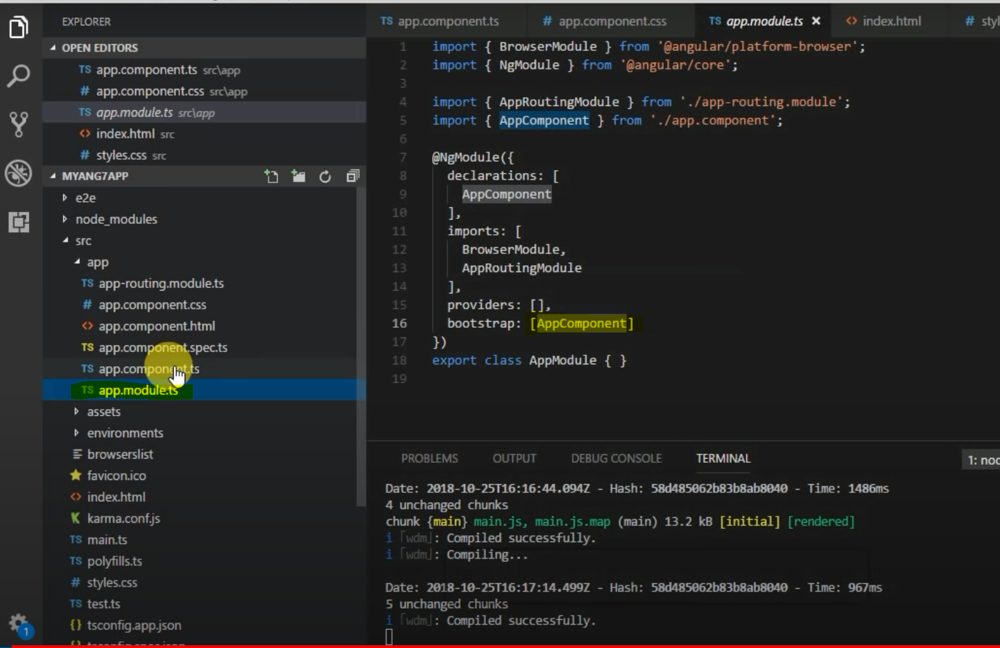 EXPLORER
OPEN EDITORS
TS app.component.ts src\app
# app.component.css src\app
TS app.module.ts src\app
<> index.html src
# styles.css src
MYANG7APP
e2e
node_modules
src
app
TS app-routing.module.ts
# app.component.css
<> app.component.html
TS app.component.spec.ts
TS app.component.ts
TS app.module.ts
assets
environments
browserslist
favicon.ico
<> index.html
K karma.conf.js
TS main.ts
TS polyfills.ts
# styles.css
TS test.ts
{} tsconfig.app.json
1
TS app.component.ts # app.component.css TS app.module.ts × <> index.html # styl
1 import { BrowserModule } from '@angular/platform-browser';
2 import { NgModule } from '@angular/core';
3
4 import { AppRoutingModule } from './app-routing.module';
5 import { AppComponent } from './app.component';
6
7 @NgModule({
8 declarations: [
9 AppComponent
10 ],
11 imports: [
12 BrowserModule,
13 AppRoutingModule
14 ],
15 providers: [],
16 bootstrap: [AppComponent]
17 })
18 export class AppModule { }
19
PROBLEMS OUTPUT DEBUG CONSOLE TERMINAL 1: nod
Date: 2018-10-25T16:16:44.094Z - Hash: 58d485062b83b8ab8040 - Time: 1486ms
4 unchanged chunks
chunk {main} main.js, main.js.map (main) 13.2 kB [initial] [rendered]
i ｢wdm｣: Compiled successfully.
i ｢wdm｣: Compiling...
Date: 2018-10-25T16:17:14.499Z - Hash: 58d485062b83b8ab8040 - Time: 967ms
5 unchanged chunks
i ｢wdm｣: Compiled successfully.